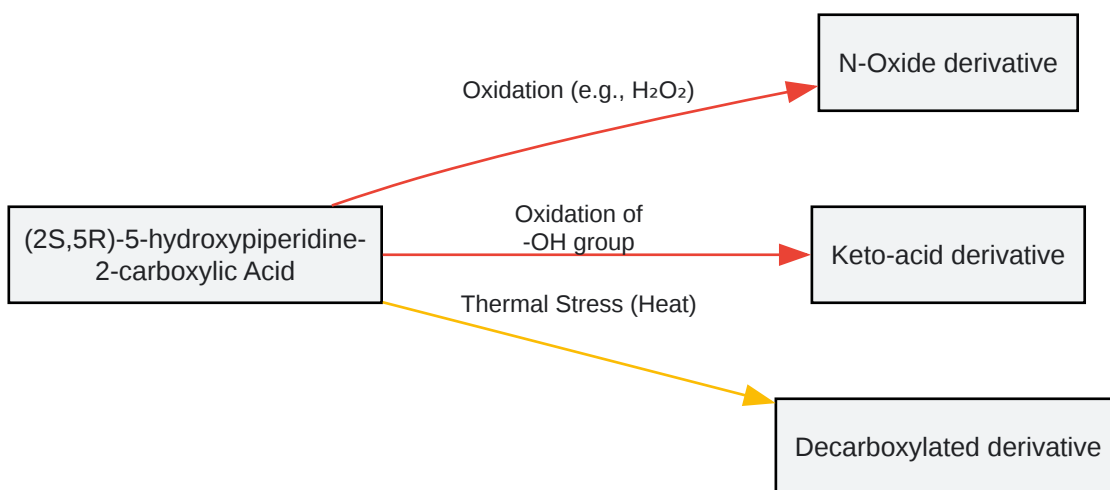 N-Oxide derivative
Oxidation (e.g., H₂O₂)
Oxidation of
-OH group
(2S,5R)-5-hydroxypiperidine-
2-carboxylic Acid
Keto-acid derivative
Thermal Stress (Heat)
Decarboxylated derivative